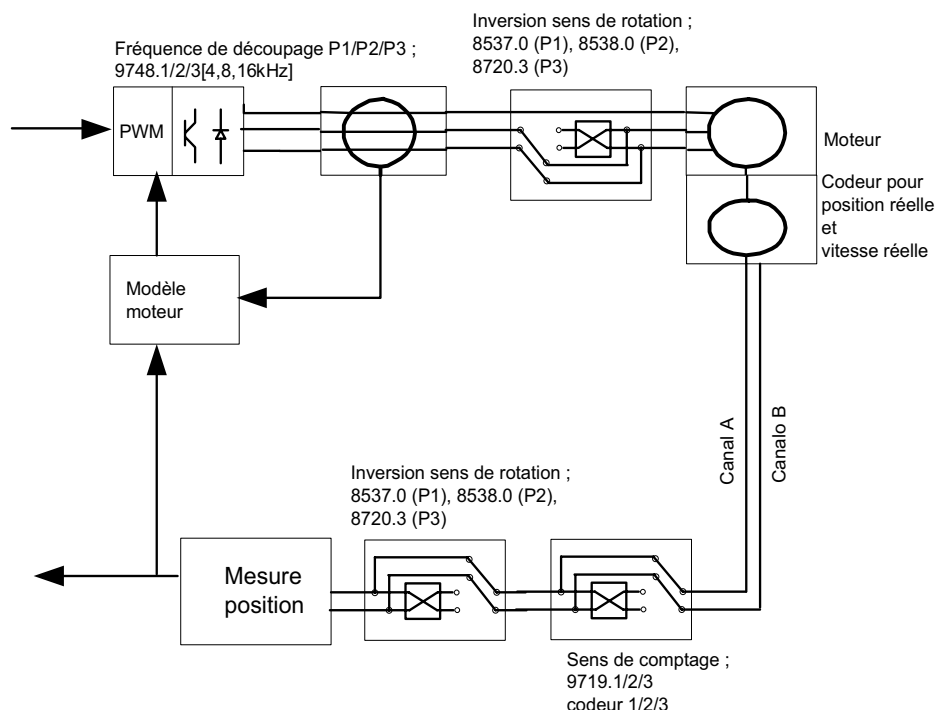 Fréquence de découpage P1/P2/P3 ;
9748.1/2/3[4,8,16kHz]
Inversion sens de rotation ;
8537.0 (P1), 8538.0 (P2),
8720.3 (P3)
PWM
Moteur
Codeur pour
position réelle
et
vitesse réelle
Modèle
moteur
Canal A
Canalo B
Inversion sens de rotation ;
8537.0 (P1), 8538.0 (P2),
8720.3 (P3)
Mesure
position
Sens de comptage ;
9719.1/2/3
codeur 1/2/3